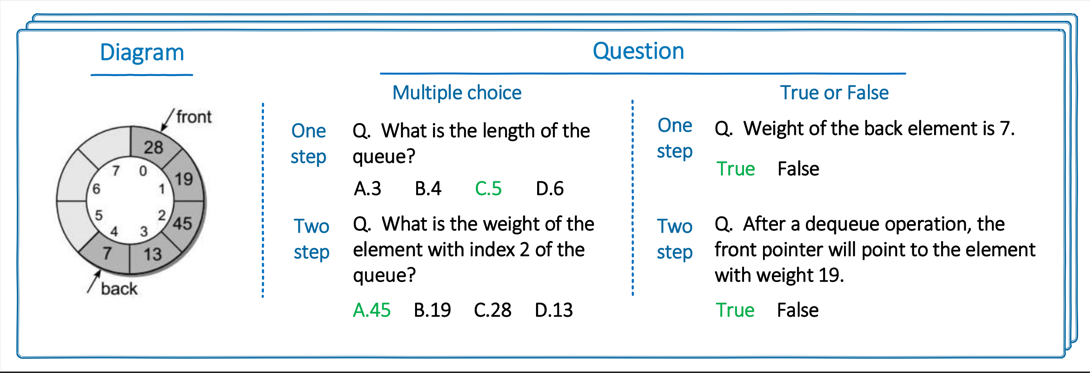 Diagram
Question
Multiple choice
True or False
front
28
19
45
13
7
back
0
1
2
3
4
5
6
7
One
step
Q. What is the length of the
queue?
A.3 B.4 C.5 D.6
Two
step
Q. What is the weight of the
element with index 2 of the
queue?
A.45 B.19 C.28 D.13
One
step
Q. Weight of the back element is 7.
True False
Two
step
Q. After a dequeue operation, the
front pointer will point to the element
with weight 19.
True False